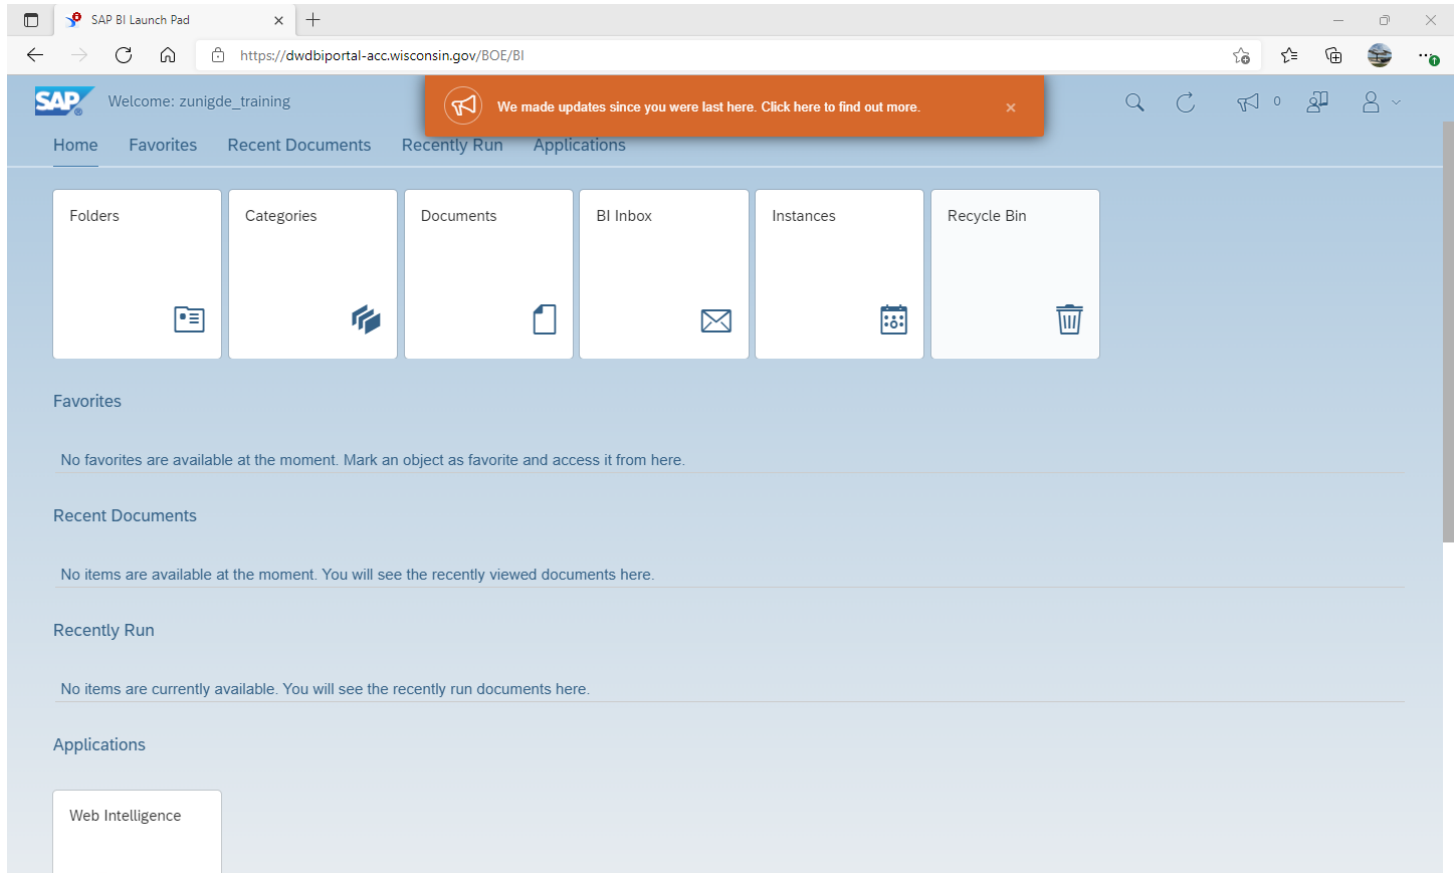 SAP BI Launch Pad
https://dwdbiportal-acc.wisconsin.gov/BOE/BI
SAP
Welcome: zunigde_training
We made updates since you were last here. Click here to find out more.
0
Home Favorites Recent Documents Recently Run Applications
Folders Categories Documents BI Inbox Instances Recycle Bin
Favorites
No favorites are available at the moment. Mark an object as favorite and access it from here.
Recent Documents
No items are available at the moment. You will see the recently viewed documents here.
Recently Run
No items are currently available. You will see the recently run documents here.
Applications
Web Intelligence